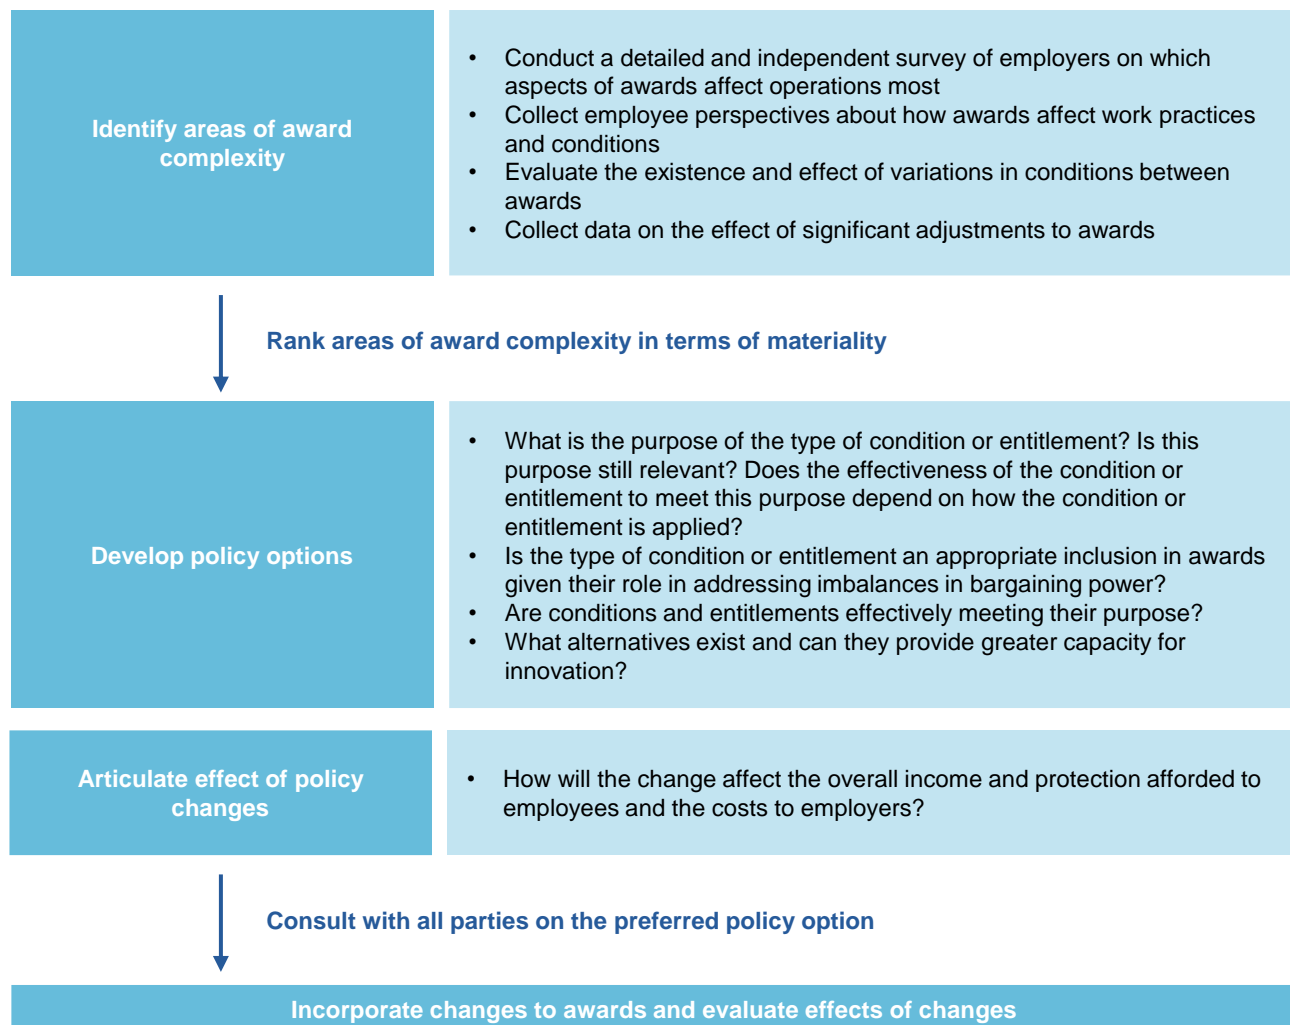 Identify areas of award
complexity
• Conduct a detailed and independent survey of employers on which
aspects of awards affect operations most
• Collect employee perspectives about how awards affect work practices
and conditions
• Evaluate the existence and effect of variations in conditions between
awards
• Collect data on the effect of significant adjustments to awards
Rank areas of award complexity in terms of materiality
Develop policy options
• What is the purpose of the type of condition or entitlement? Is this
purpose still relevant? Does the effectiveness of the condition or
entitlement to meet this purpose depend on how the condition or
entitlement is applied?
• Is the type of condition or entitlement an appropriate inclusion in awards
given their role in addressing imbalances in bargaining power?
• Are conditions and entitlements effectively meeting their purpose?
• What alternatives exist and can they provide greater capacity for
innovation?
Articulate effect of policy
changes
• How will the change affect the overall income and protection afforded to
employees and the costs to employers?
Consult with all parties on the preferred policy option
Incorporate changes to awards and evaluate effects of changes